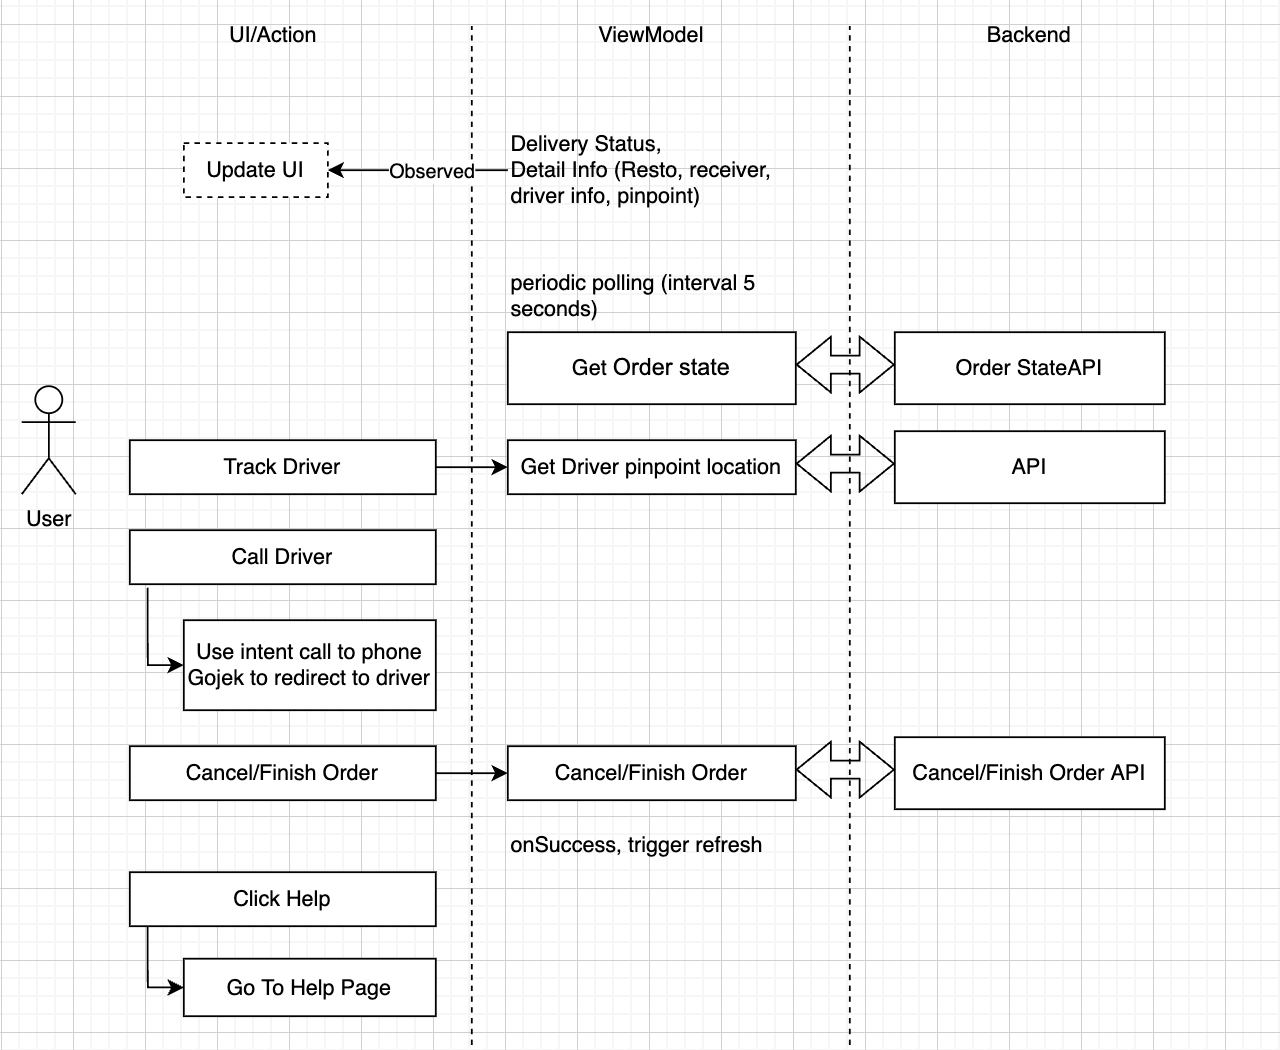 UI/Action
ViewModel
Backend
Update UI
Observed
Delivery Status,
Detail Info (Resto, receiver,
driver info, pinpoint)
periodic polling (interval 5
seconds)
Get Order state
Order StateAPI
User
Track Driver
Get Driver pinpoint location
API
Call Driver
Use intent call to phone
Gojek to redirect to driver
Cancel/Finish Order
Cancel/Finish Order
Cancel/Finish Order API
onSuccess, trigger refresh
Click Help
Go To Help Page